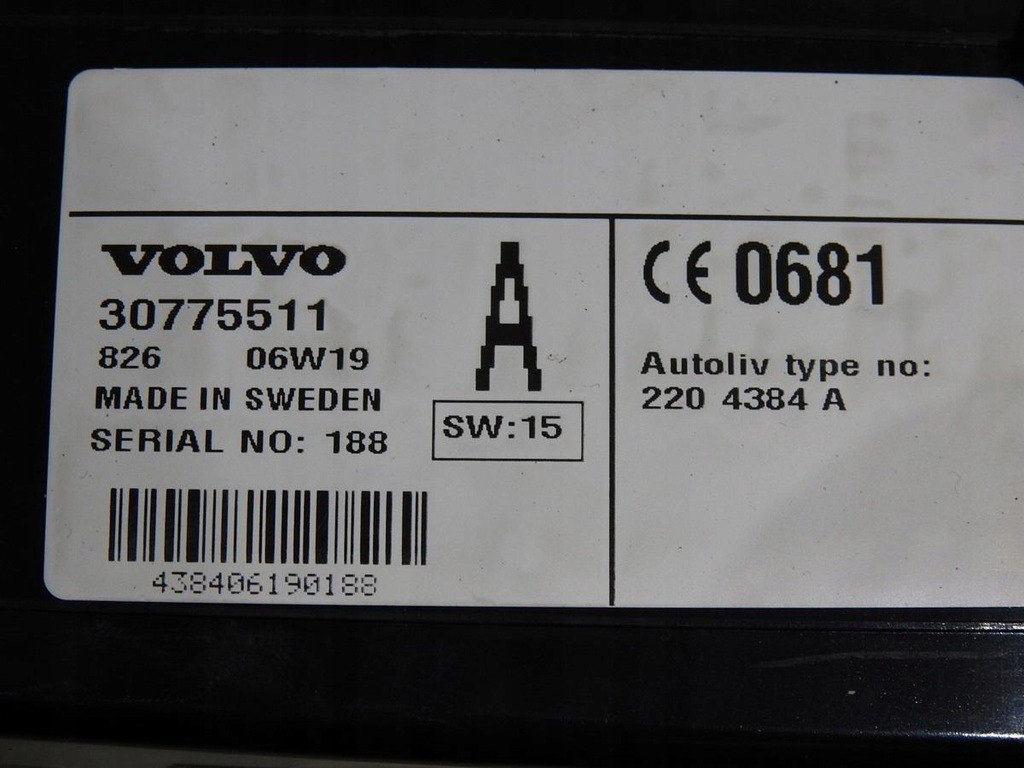 VOLVO
30775511
826 06W19
MADE IN SWEDEN
SERIAL NO: 188
438406190188
A
SW:15
CE 0681
Autoliv type no:
220 4384 A